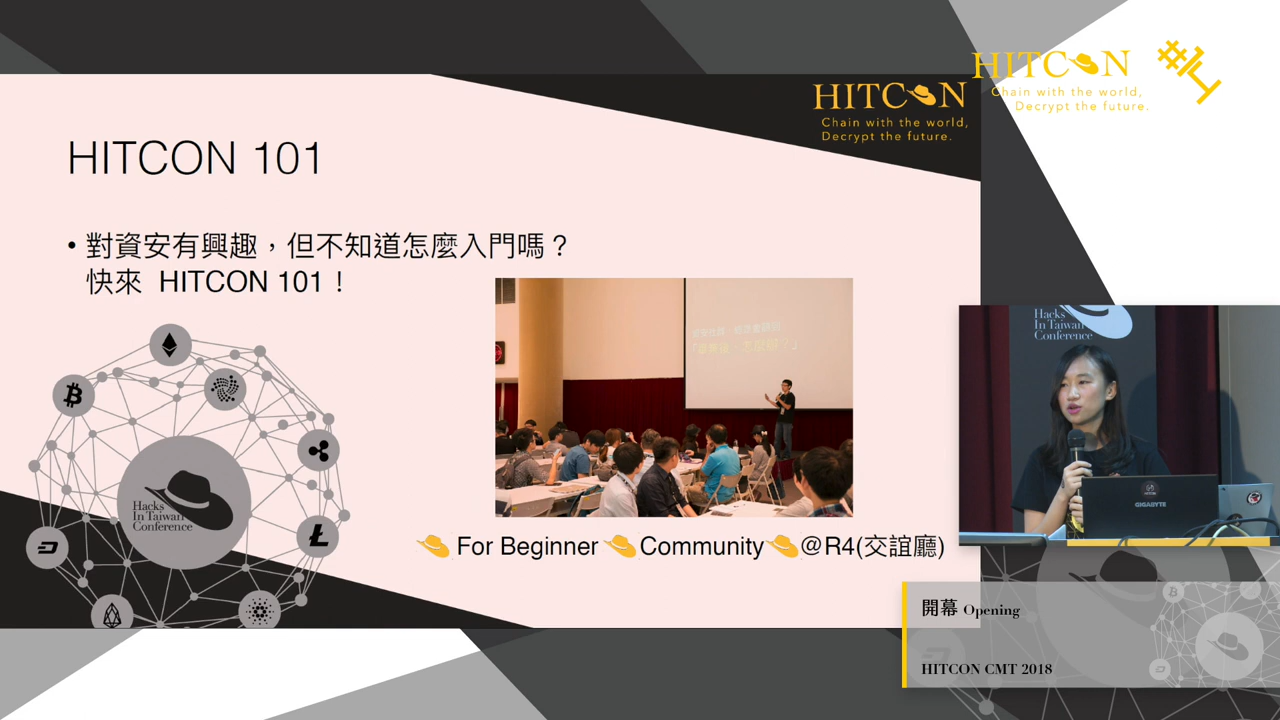 HITCON 101
• 對資安有興趣，但不知道怎麼入門嗎？
快來 HITCON 101！
For Beginner Community @R4(交誼廳)
HITCON
Chain with the world,
Decrypt the future.
HITCON #14
Chain with the world,
Decrypt the future.
Hacks
In Taiwan
Conference
Hacks
In Taiwan
Conference
GIGABYTE
開幕 Opening
HITCON CMT 2018